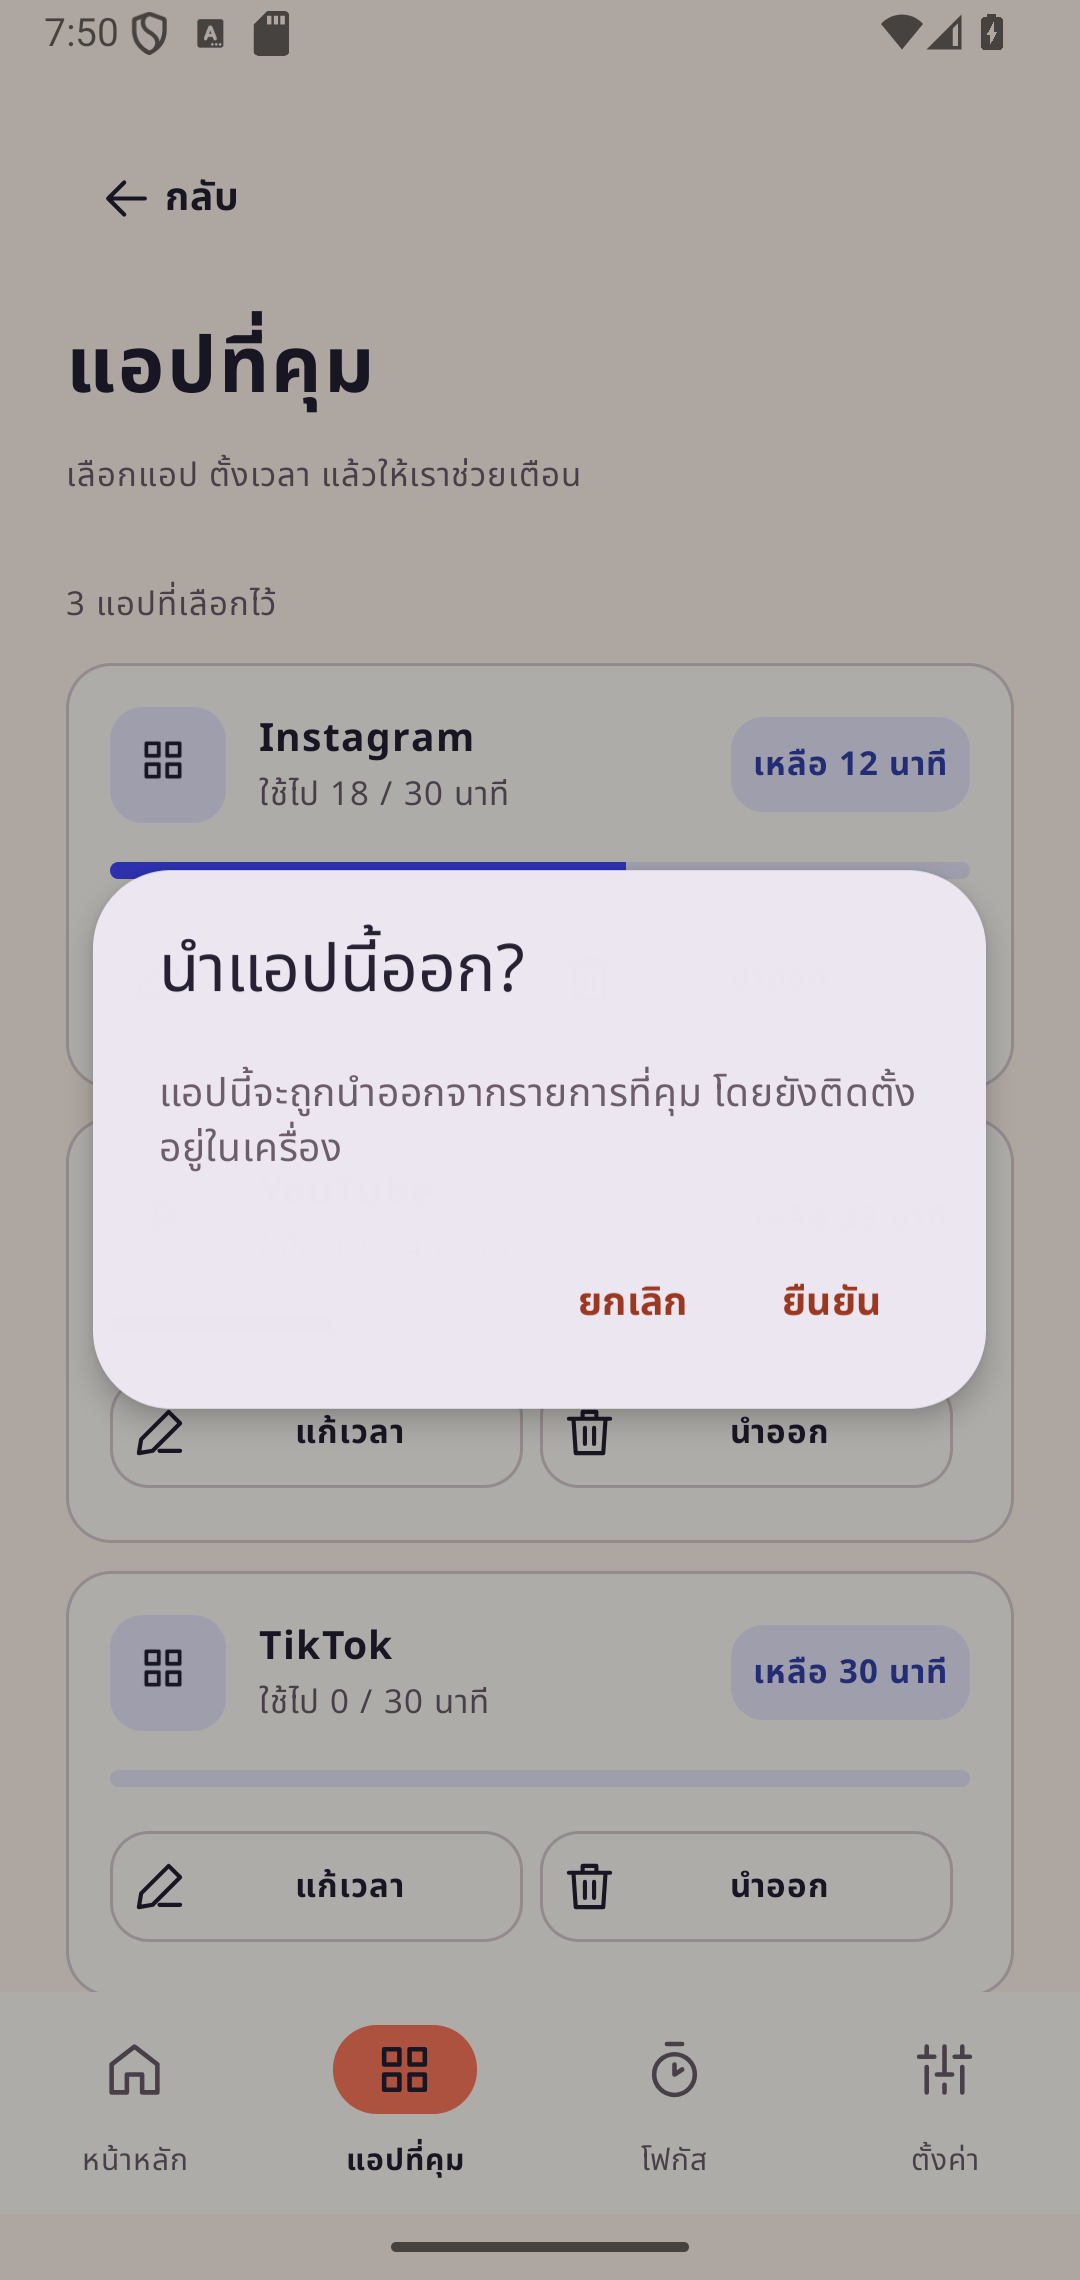 7:50
กลับ
แอปที่คุม
เลือกแอป ตั้งเวลา แล้วให้เราช่วยเตือน
3 แอปที่เลือกไว้
Instagram
ใช้ไป 18 / 30 นาที
เหลือ 12 นาที
นำแอปนี้ออก?
แอปนี้จะถูกนำออกจากรายการที่คุม โดยยังติดตั้ง
อยู่ในเครื่อง
ยกเลิก
ยืนยัน
แก้เวลา
นำออก
TikTok
ใช้ไป 0 / 30 นาที
เหลือ 30 นาที
แก้เวลา
นำออก
หน้าหลัก
แอปที่คุม
โฟกัส
ตั้งค่า